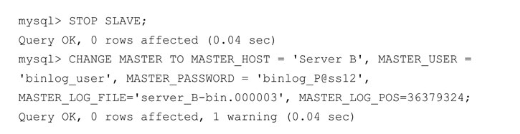 mysql> STOP SLAVE;
Query OK, 0 rows affected (0.04 sec)
mysql> CHANGE MASTER TO MASTER_HOST = 'Server B', MASTER_USER =
'binlog_user', MASTER_PASSWORD = 'binlog_P@ss12',
MASTER_LOG_FILE='server_B-bin.000003', MASTER_LOG_POS=36379324;
Query OK, 0 rows affected, 1 warning (0.04 sec)